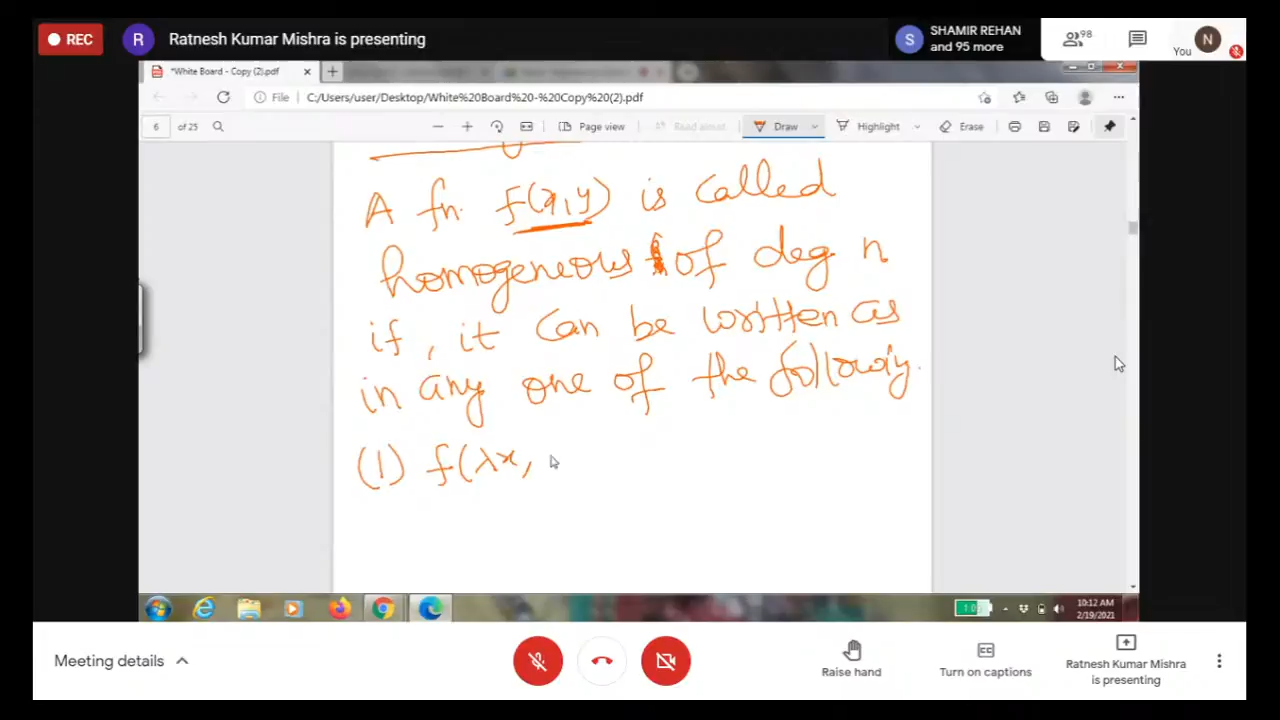 REC
R
Ratnesh Kumar Mishra is presenting
S
SHAMIR REHAN
and 95 more
98
You
N
*White Board - Copy (2).pdf
File
C:/Users/user/Desktop/White%20Board%20-%20Copy%20(2).pdf
6
of 25
Page view
Read aloud
Draw
Highlight
Erase
A fn. f(x,y) is called
homogeneous of deg n
if, it can be written as
in any one of the followiy.
(1) f(λx,
10:12 AM
2/19/2021
Meeting details
Raise hand
Turn on captions
Ratnesh Kumar Mishra
is presenting